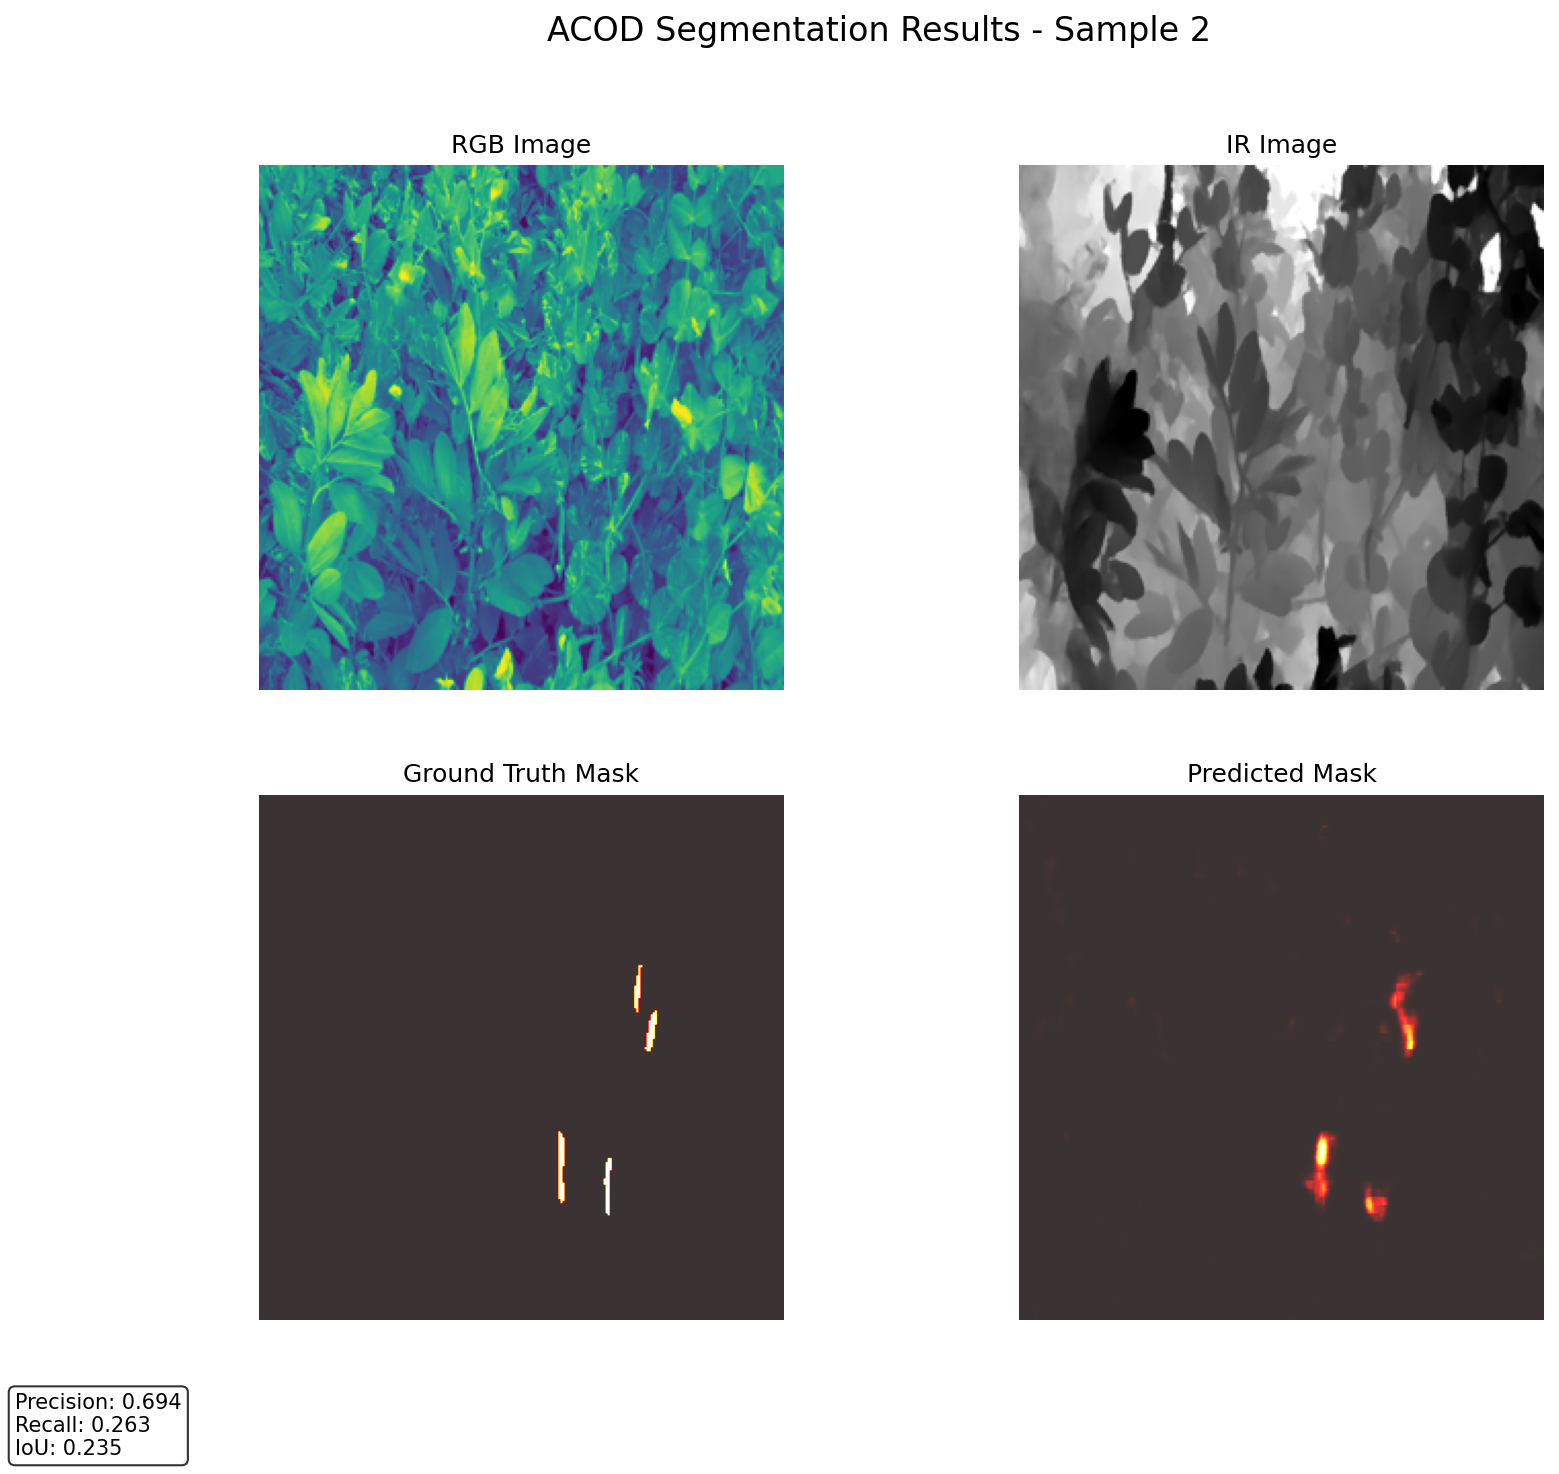 ACOD Segmentation Results - Sample 2
RGB Image
IR Image
Ground Truth Mask
Predicted Mask
Precision: 0.694
Recall: 0.263
IoU: 0.235